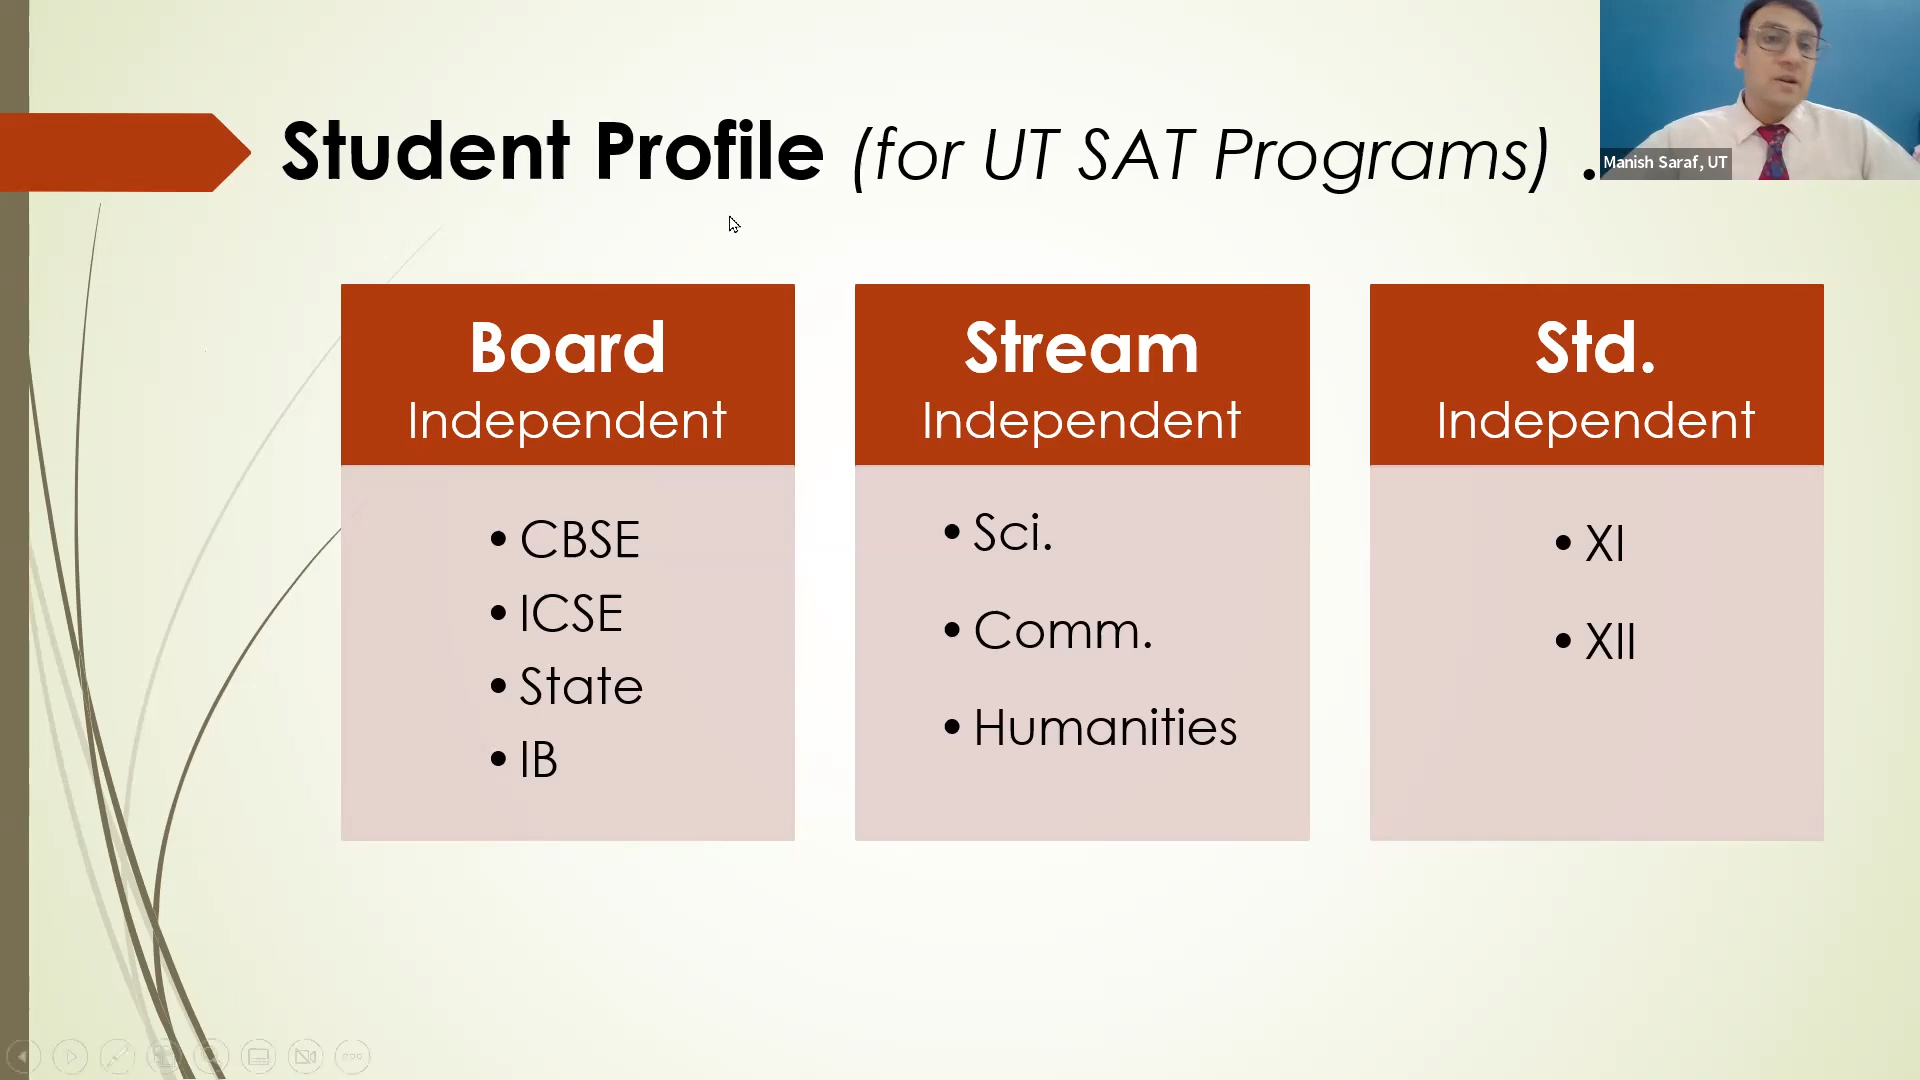 Student Profile (for UT SAT Programs) .
Manish Saraf, UT
Board
Independent
• CBSE
• ICSE
• State
• IB
Stream
Independent
• Sci.
• Comm.
• Humanities
Std.
Independent
• XI
• XII